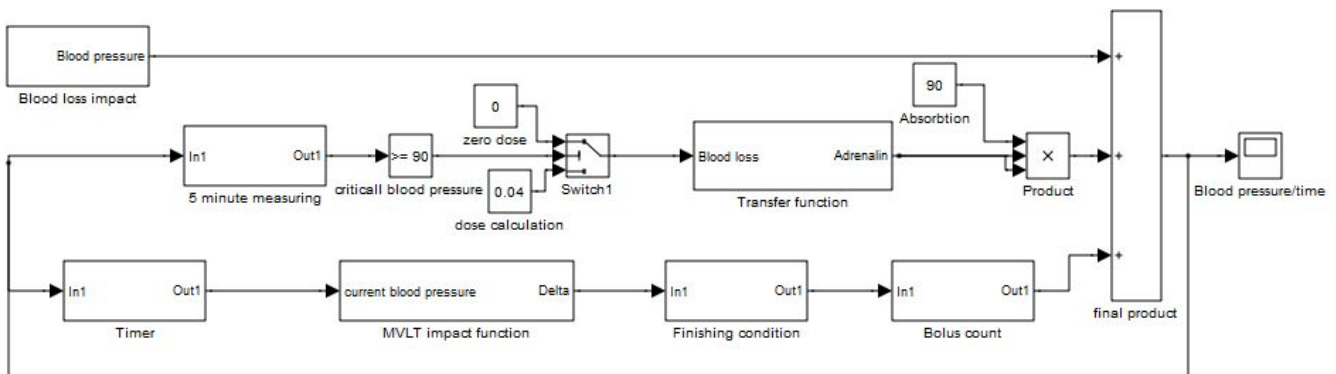 Blood pressure
Blood loss impact
0
zero dose
90
Absorbtion
In1
Out1
5 minute measuring
>= 90
criticall blood pressure
0.04
dose calculation
Switch1
Blood loss
Adrenalin
Transfer function
×
Product
+
+
+
final product
Blood pressure/time
In1
Out1
Timer
current blood pressure
Delta
MVLT impact function
In1
Out1
Finishing condition
In1
Out1
Bolus count